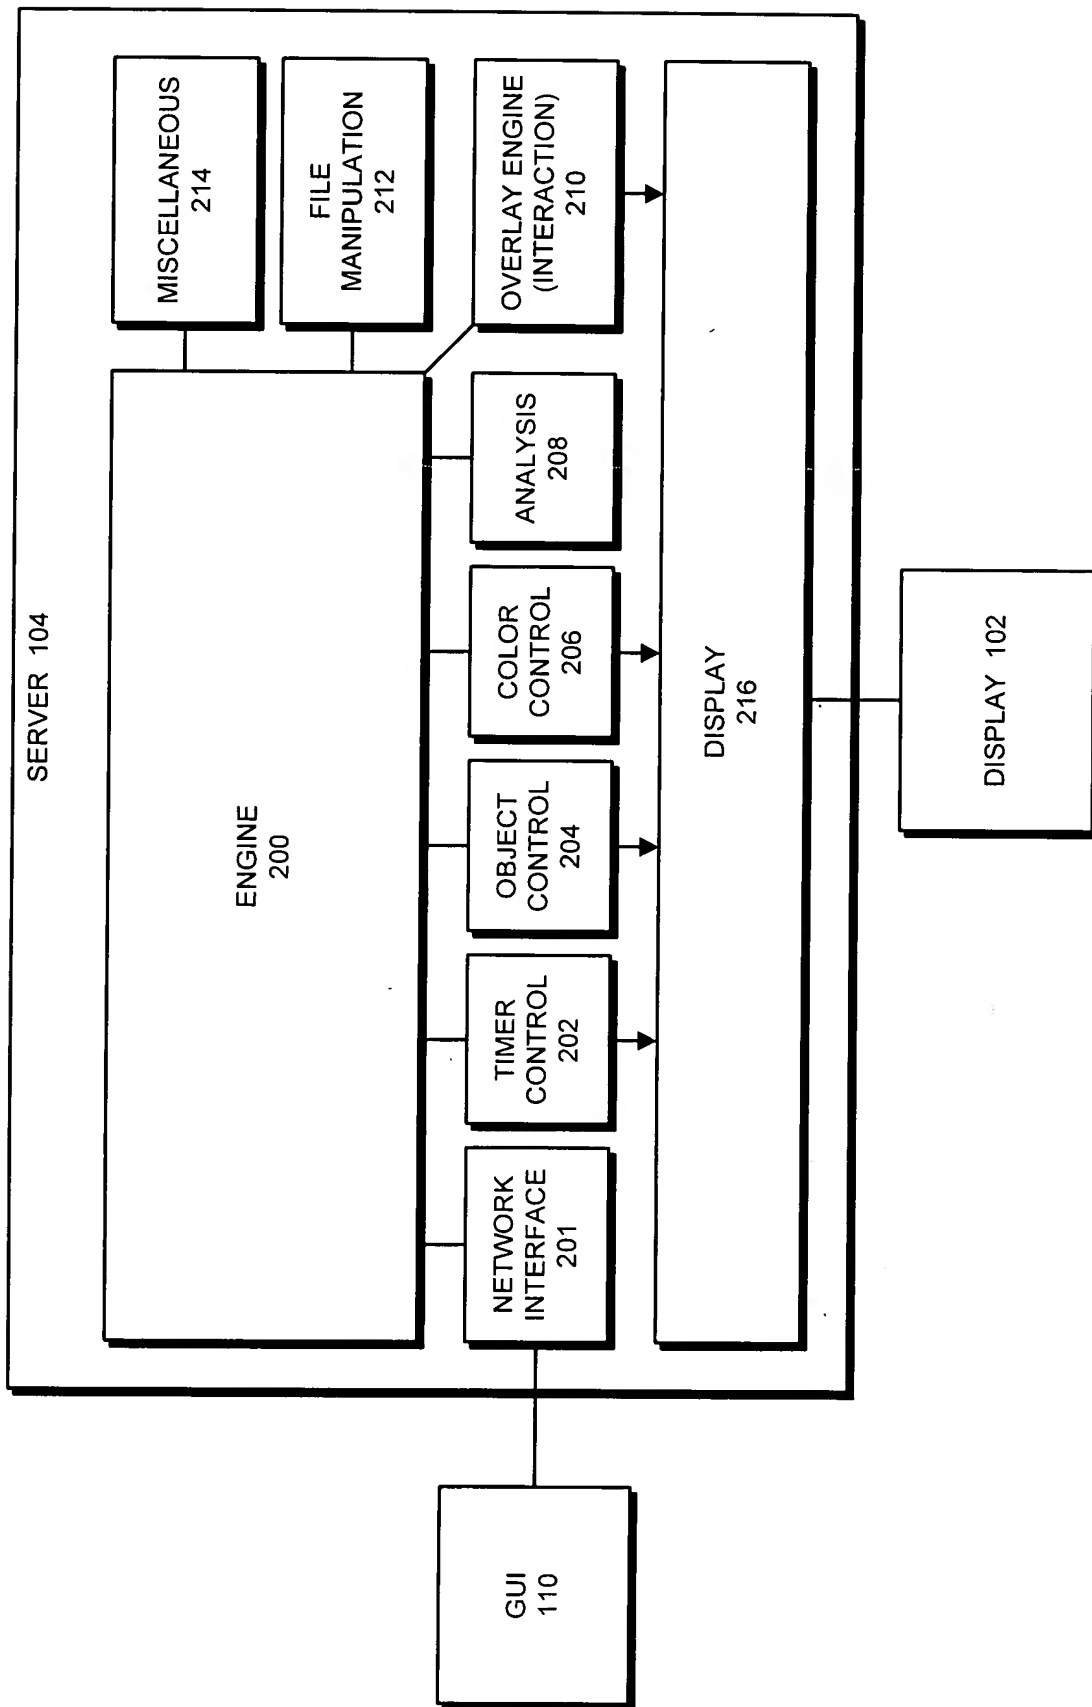 SERVER 104
ENGINE
200
MISCELLANEOUS
214
FILE
MANIPULATION
212
NETWORK
INTERFACE
201
TIMER
CONTROL
202
OBJECT
CONTROL
204
COLOR
CONTROL
206
ANALYSIS
208
OVERLAY ENGINE
(INTERACTION)
210
DISPLAY
216
GUI
110
DISPLAY 102